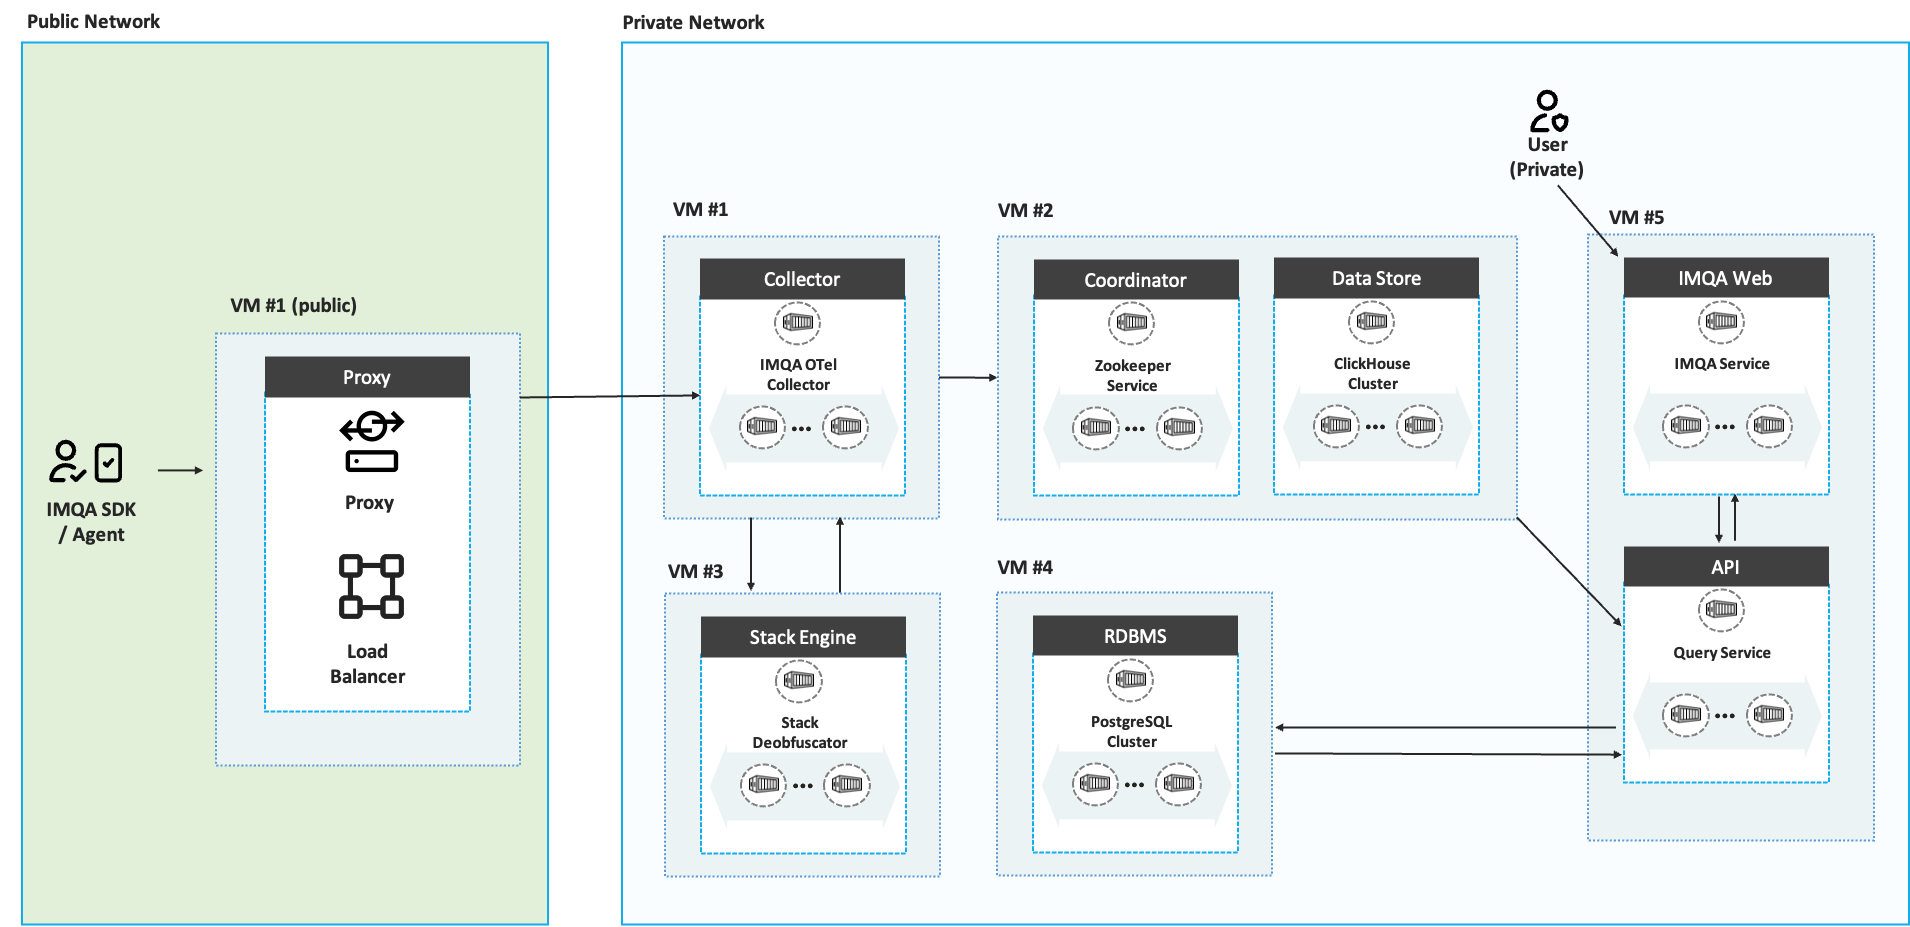 Public Network
Private Network
User
(Private)
VM #1
VM #2
VM #5
Collector
IMQA OTel
Collector
Coordinator
Zookeeper
Service
Data Store
ClickHouse
Cluster
IMQA Web
IMQA Service
VM #1 (public)
Proxy
Proxy
Load
Balancer
IMQA SDK
/ Agent
VM #3
VM #4
Stack Engine
Stack
Deobfuscator
RDBMS
PostgreSQL
Cluster
API
Query Service